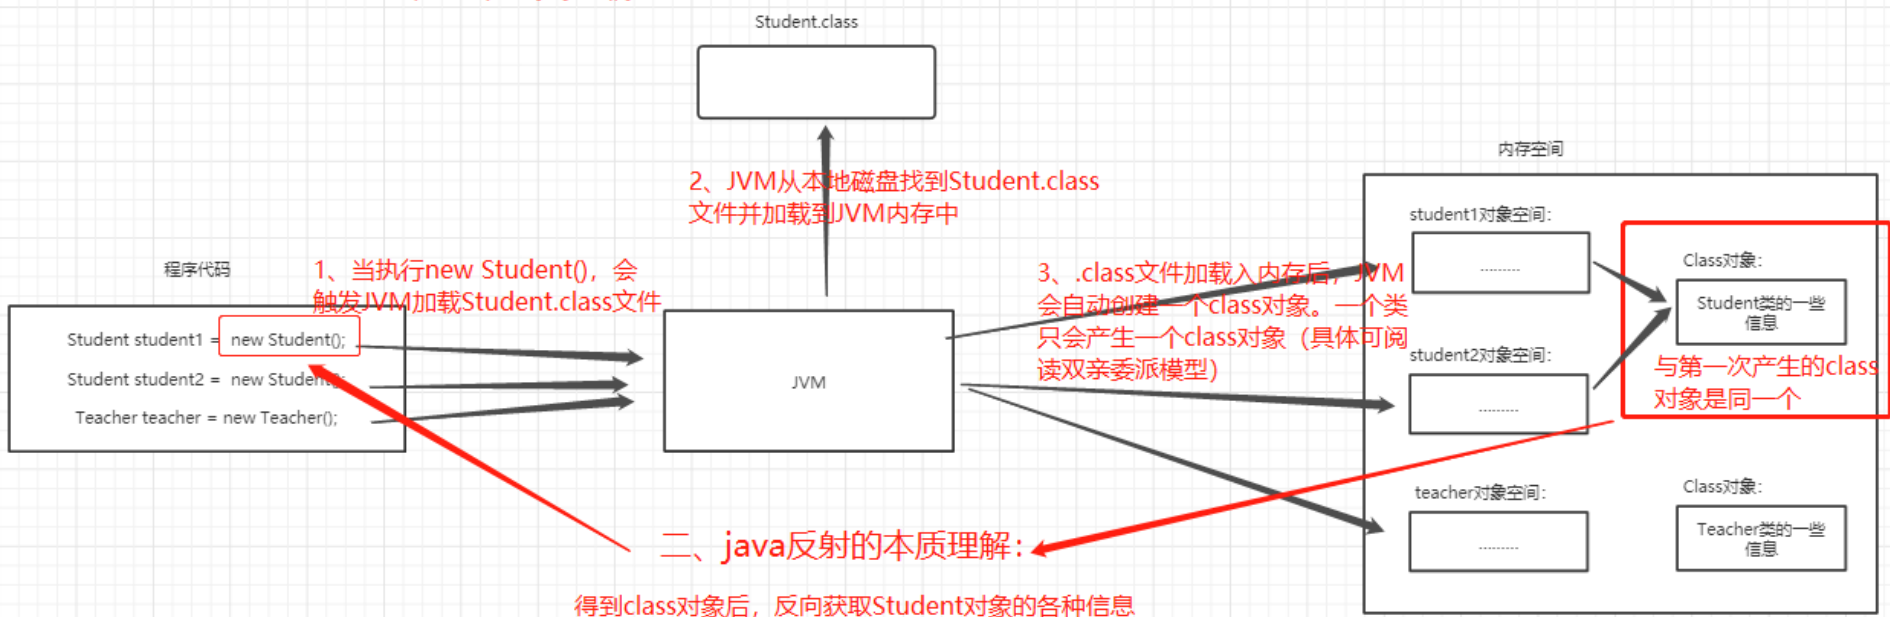 Student.class
2、JVM从本地磁盘找到Student.class
文件并加载到JVM内存中
程序代码
1、当执行new Student()，会
触发JVM加载Student.class文件
Student student1 = new Student();
Student student2 = new Student();
Teacher teacher = new Teacher();
JVM
3、.class文件加载入内存后，JVM
会自动创建一个class对象。一个类
只会产生一个class对象（具体可阅
读双亲委派模型）
内存空间
student1对象空间：
.........
Class对象：
Student类的一些
信息
与第一次产生的class
对象是同一个
student2对象空间：
.........
teacher对象空间：
.........
Class对象：
Teacher类的一些
信息
二、java反射的本质理解：
得到class对象后，反向获取Student对象的各种信息